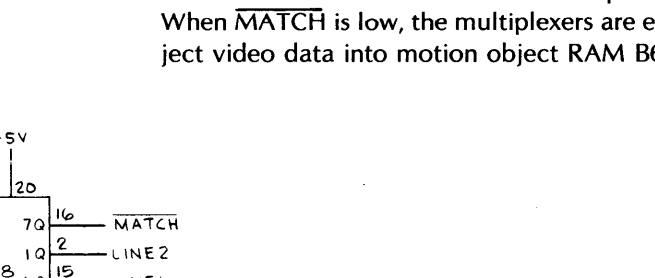 When MATCH is low, the multiplexers are
ject video data into motion object RAM
5V
20
7Q 16 MATCH
1Q 2 LINE2
8 15